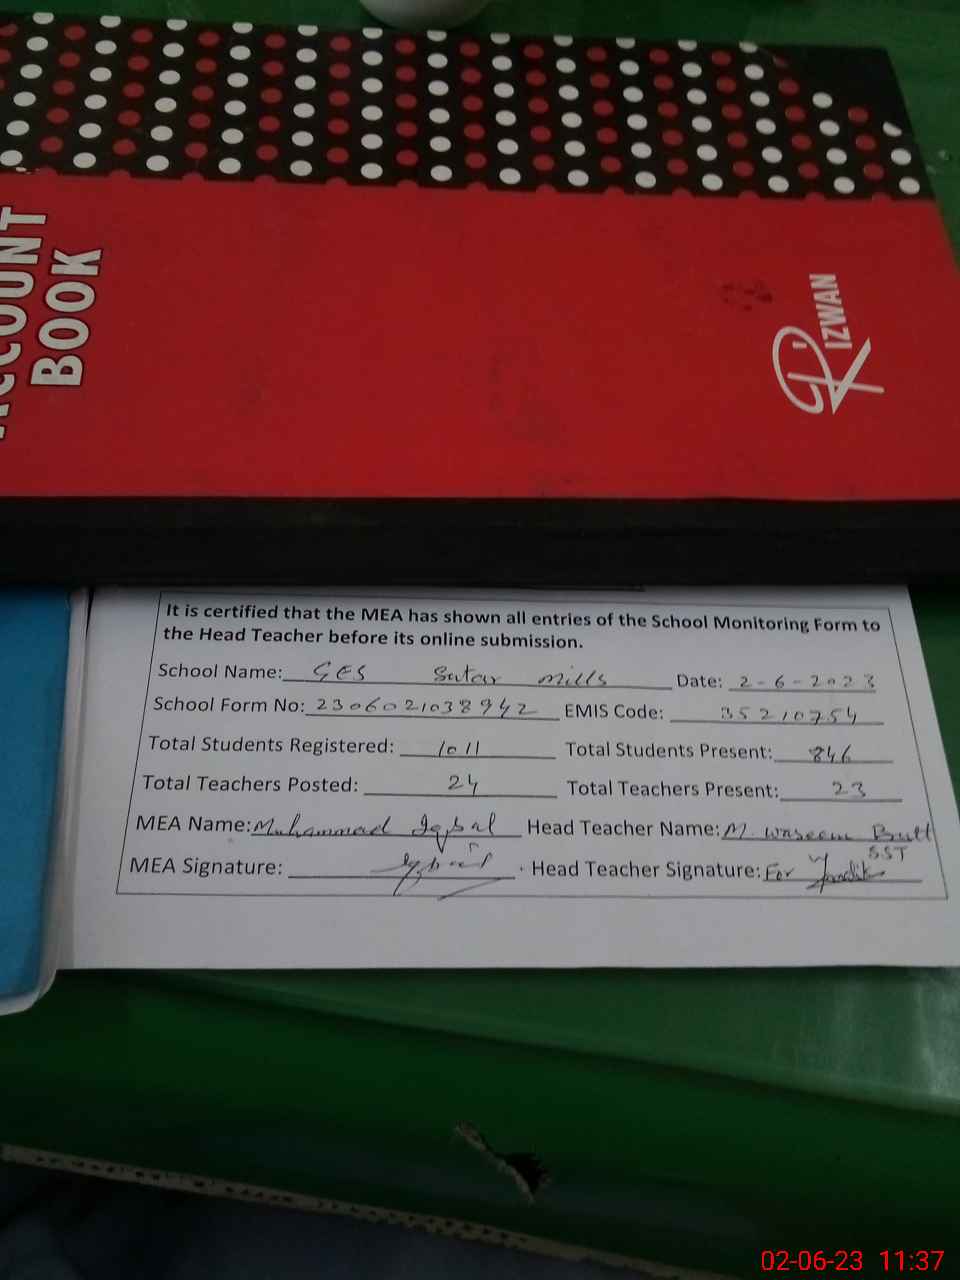 ACCOUNT
BOOK
RIZWAN
It is certified that the MEA has shown all entries of the School Monitoring Form to
the Head Teacher before its online submission.
School Name: GES Sutar Mills Date: 2-6-2023
School Form No: 2306021038942 EMIS Code: 35210754
Total Students Registered: 1011 Total Students Present: 846
Total Teachers Posted: 24 Total Teachers Present: 23
MEA Name: Muhammad Iqbal Head Teacher Name: M. Waseem Butt
SST
MEA Signature: Iqbal Head Teacher Signature: For
02-06-23 11:37